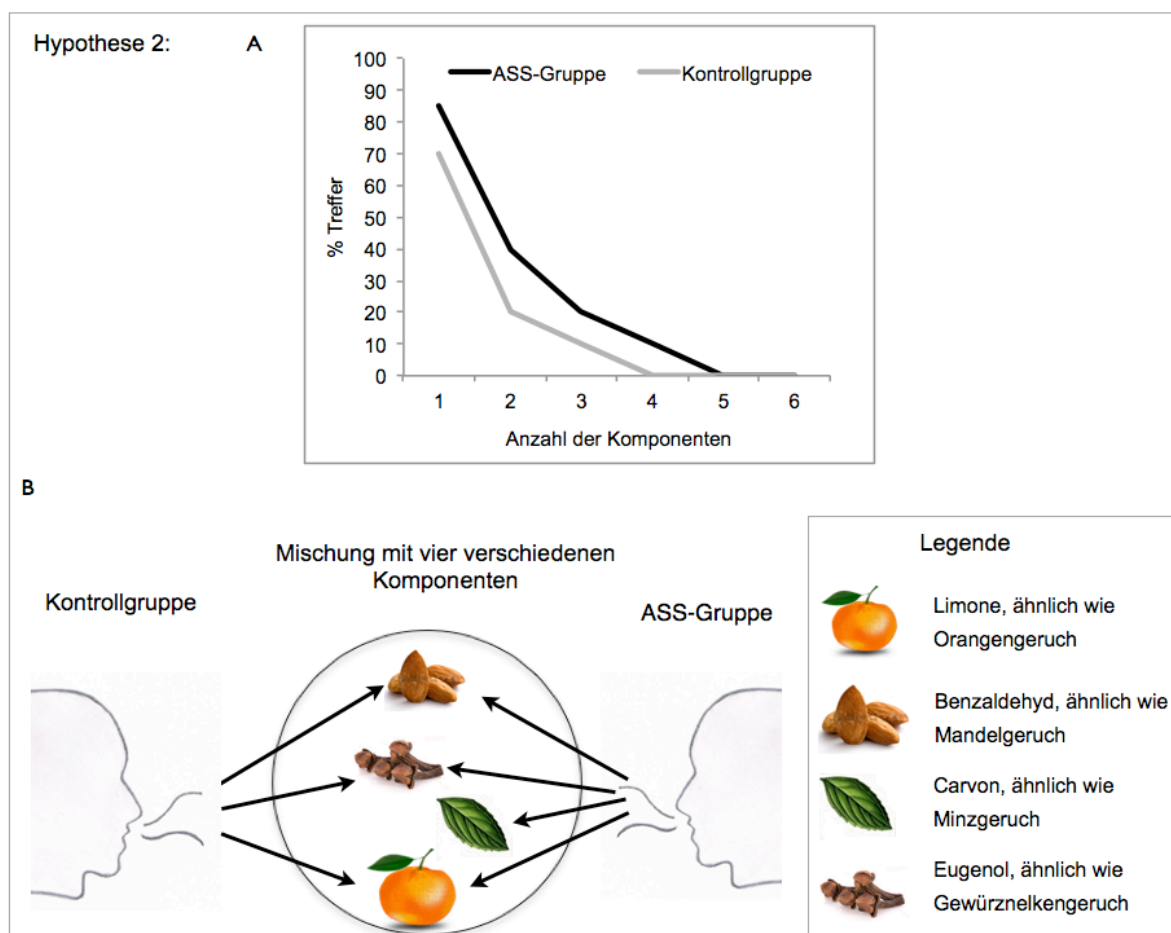 Hypothese 2:
A
ASS-Gruppe
Kontrollgruppe
% Treffer
100
90
80
70
60
50
40
30
20
10
0
1 2 3 4 5 6
Anzahl der Komponenten
B
Mischung mit vier verschiedenen
Komponenten
Kontrollgruppe
ASS-Gruppe
Legende
Limone, ähnlich wie
Orangengeruch
Benzaldehyd, ähnlich wie
Mandelgeruch
Carvon, ähnlich wie
Minzgeruch
Eugenol, ähnlich wie
Gewürznelkengeruch